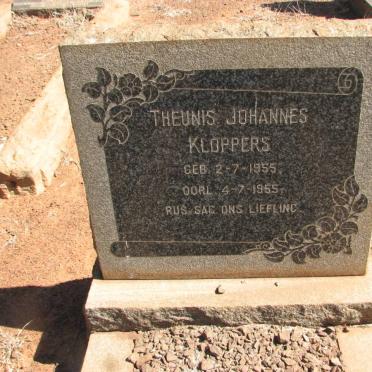 THEUNIS JOHANNES
KLOPPERS
GEB. 2-7-1955,
OORL. 4-7-1955,
RUS SAG ONS LIEFLING.